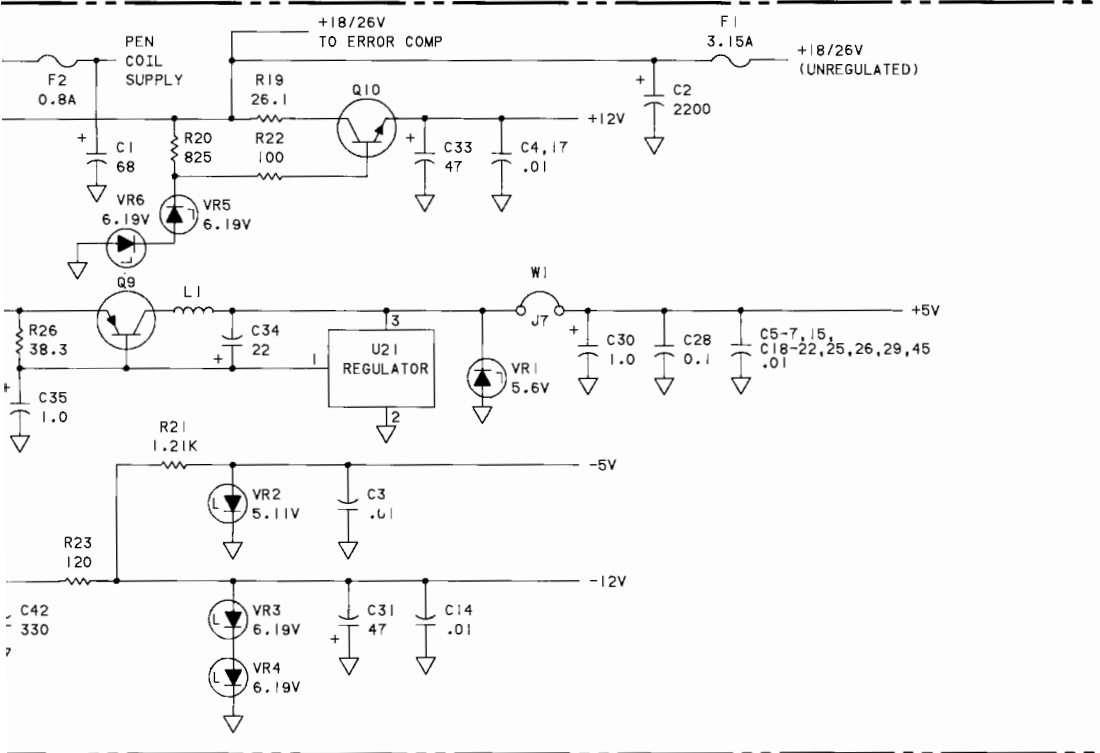 +18/26V
TO ERROR COMP
F1
3.15A
+18/26V
(UNREGULATED)
PEN
COIL
SUPPLY
F2
0.8A
R19
26.1
Q10
+
C2
2200
+12V
+
C1
68
R20
825
R22
100
+
C33
47
C4,17
.01
VR6
6.19V
VR5
6.19V
Q9
L1
W1
J7
+5V
R26
38.3
C34
22
+
1
3
U21
REGULATOR
2
VR1
5.6V
+
C30
1.0
C28
0.1
C5-7,15,
C18-22,25,26,29,45
.01
+
C35
1.0
R21
1.21K
-5V
VR2
5.11V
C3
.01
R23
120
-12V
C42
330
VR3
6.19V
C31
47
+
C14
.01
VR4
6.19V